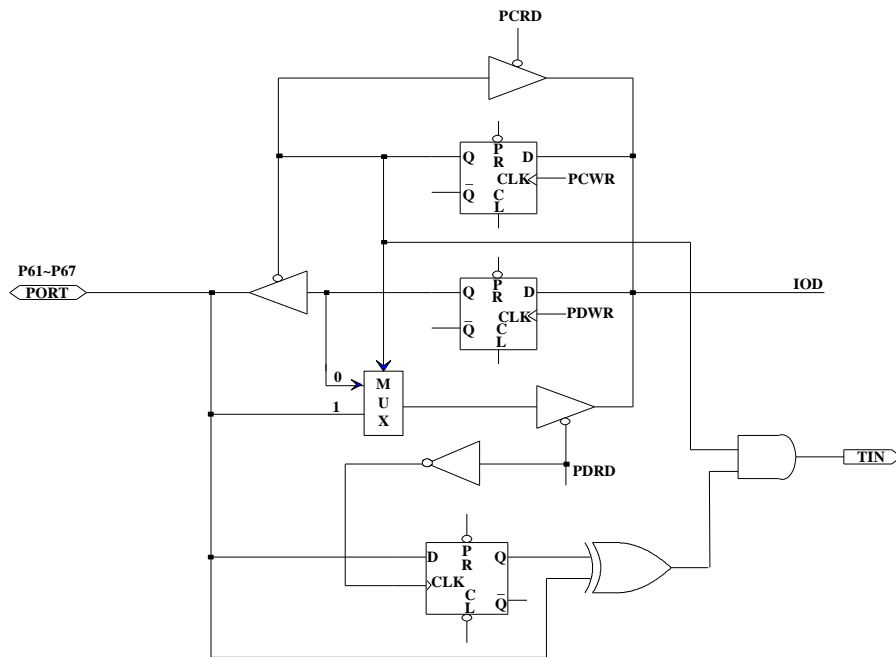 PCRD
Q P R D
CLK
PCWR
Q̅
C L
P61~P67
PORT
Q P R D
IOD
CLK
PDWR
Q̅
C L
0
M U X
1
PDRD
TIN
D P R Q
CLK
C L
Q̅